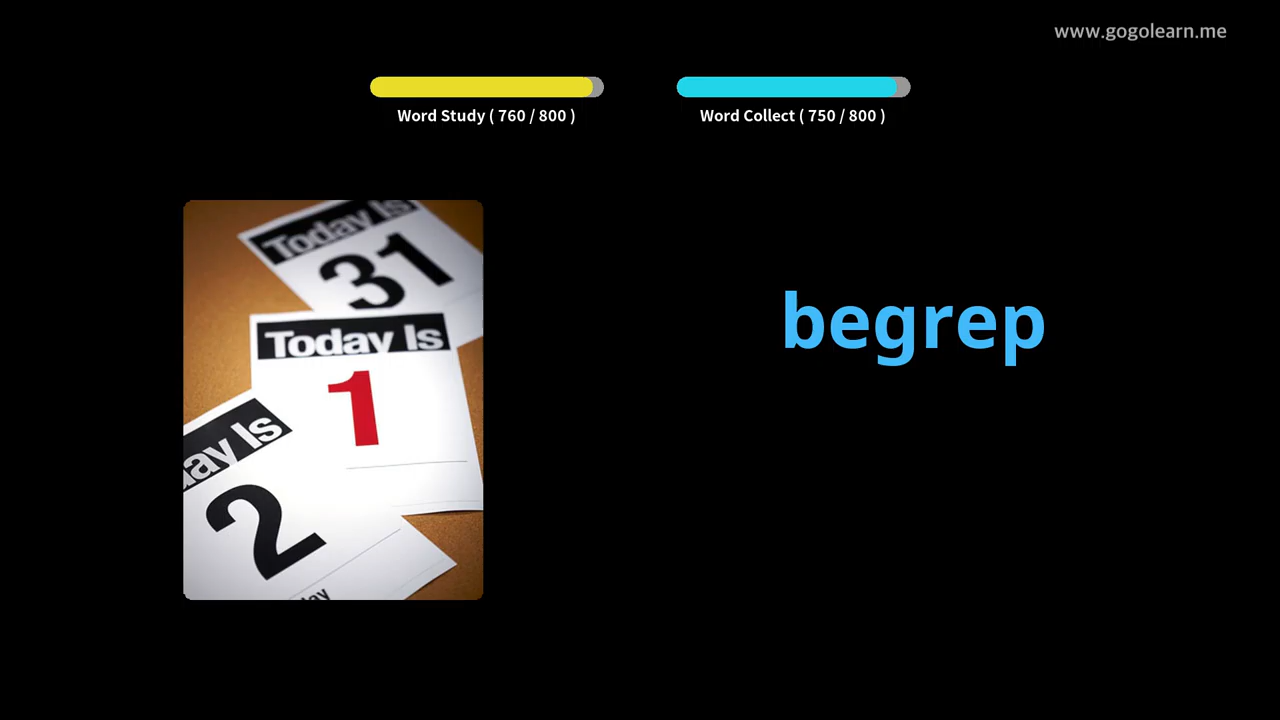 www.gogolearn.me
Word Study ( 760 / 800 )
Word Collect ( 750 / 800 )
Today Is
31
Today Is
1
begrep
ay Is
2
ay